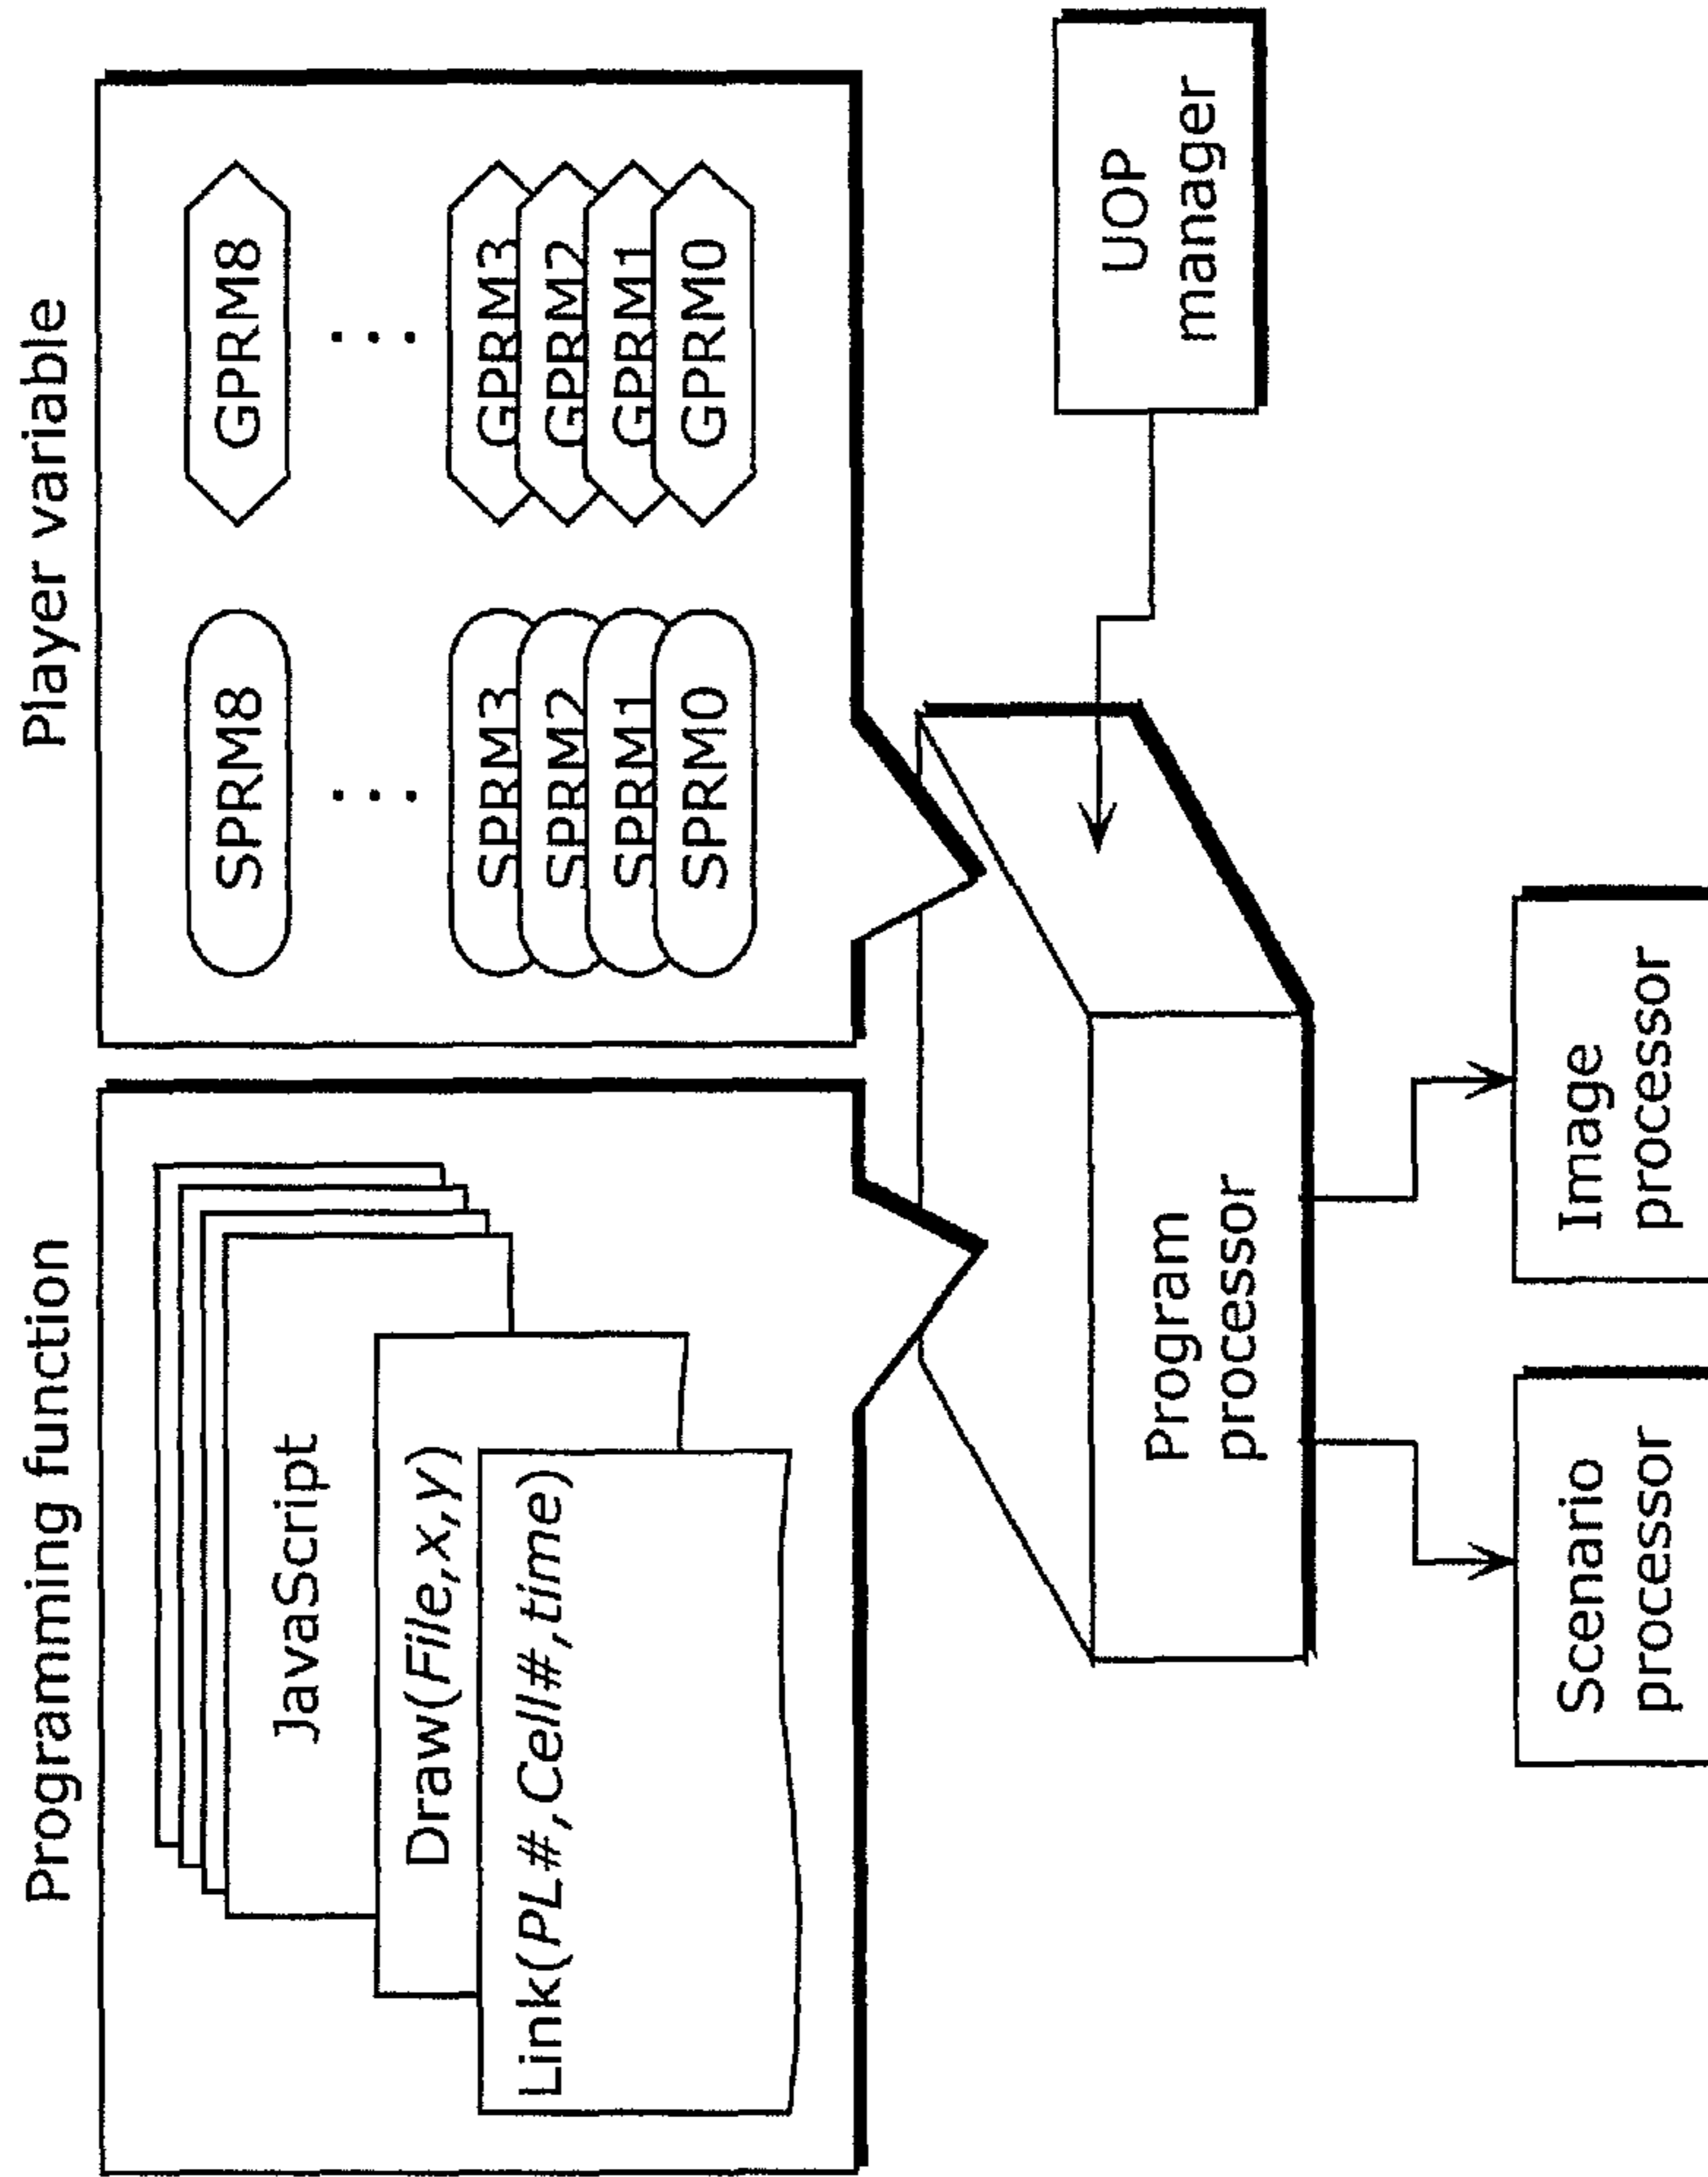 Programming function
JavaScript
Draw(File,x,y)
Link(PL#,Cell#,time)
Player variable
SPRM8
...
SPRM3
SPRM2
SPRM1
SPRM0
GPRM8
...
GPRM3
GPRM2
GPRM1
GPRM0
Program
processor
UOP
manager
Scenario
processor
Image
processor